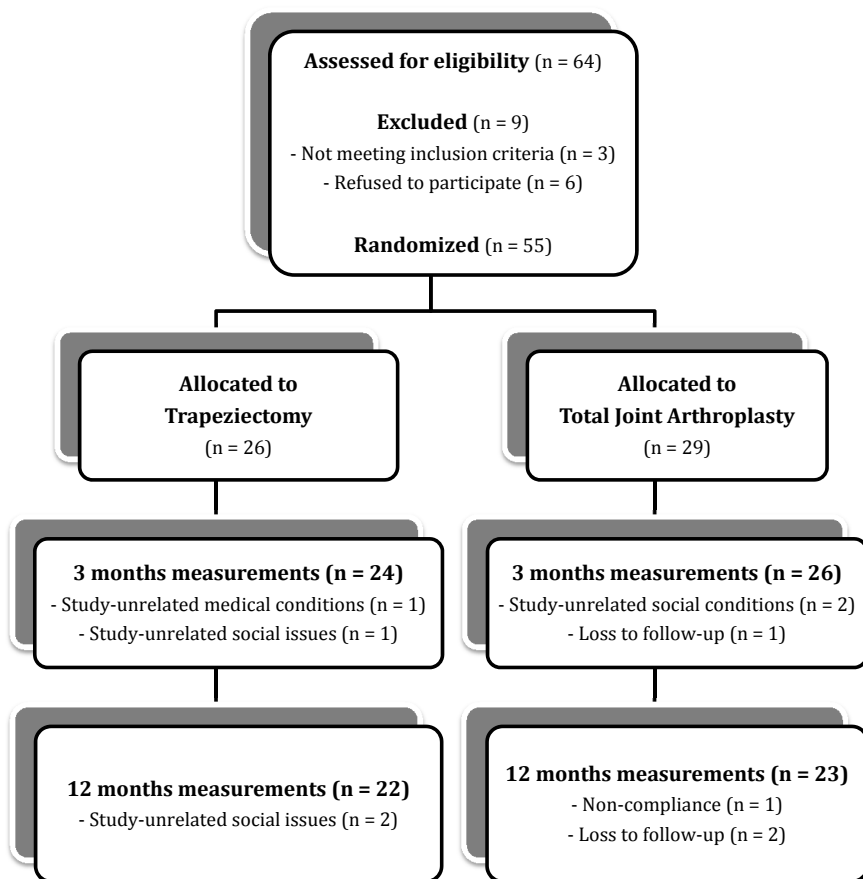 Assessed for eligibility (n = 64)
Excluded (n = 9)
- Not meeting inclusion criteria (n = 3)
- Refused to participate (n = 6)
Randomized (n = 55)
Allocated to
Trapeziectomy
(n = 26)
Allocated to
Total Joint Arthroplasty
(n = 29)
3 months measurements (n = 24)
- Study-unrelated medical conditions (n = 1)
- Study-unrelated social issues (n = 1)
3 months measurements (n = 26)
- Study-unrelated social conditions (n = 2)
- Loss to follow-up (n = 1)
12 months measurements (n = 22)
- Study-unrelated social issues (n = 2)
12 months measurements (n = 23)
- Non-compliance (n = 1)
- Loss to follow-up (n = 2)